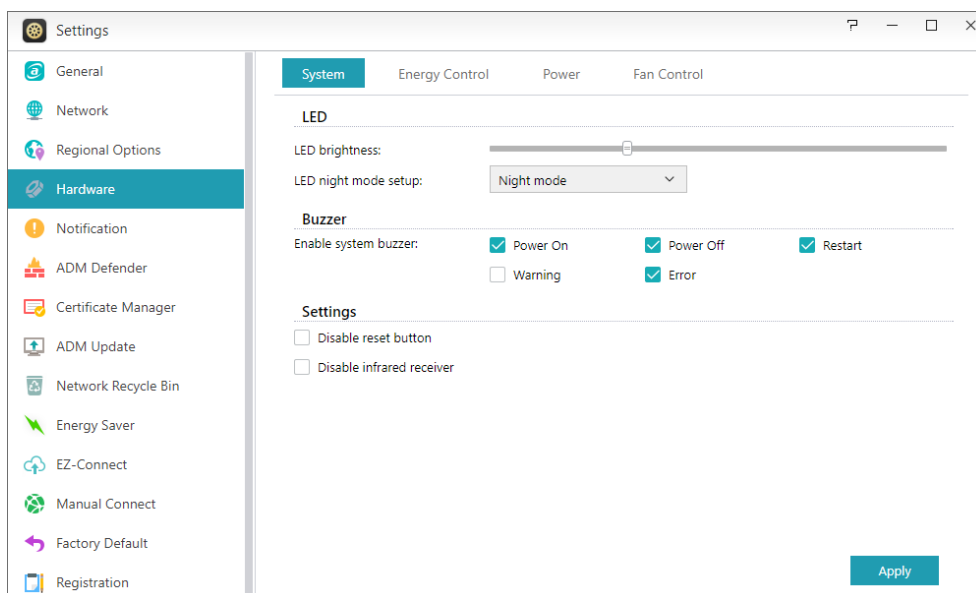 Settings
General
Network
Regional Options
Hardware
Notification
ADM Defender
Certificate Manager
ADM Update
Network Recycle Bin
Energy Saver
EZ-Connect
Manual Connect
Factory Default
Registration
System Energy Control Power Fan Control
LED
LED brightness:
LED night mode setup: Night mode
Buzzer
Enable system buzzer: Power On Power Off Restart
Warning Error
Settings
Disable reset button
Disable infrared receiver
Apply